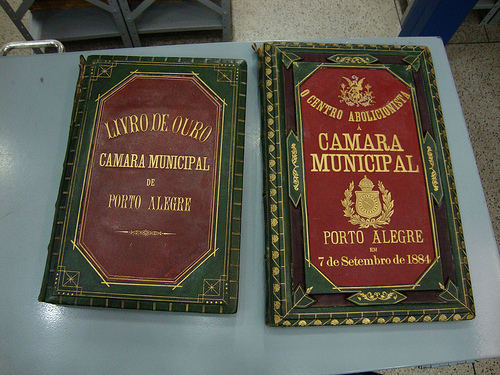 LIVRO DE OURO
CAMARA MUNICIPAL
DE
PORTO ALEGRE
O CENTRO ABOLICIONISTA
Á
CAMARA
MUNICIPAL
PORTO ALEGRE
EM
7 de Setembro de 1884